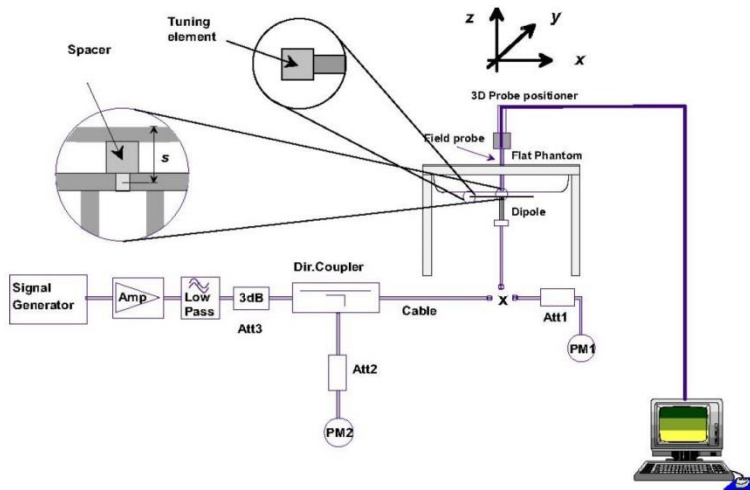 Tuning
element
z
y
x
Spacer
s
3D Probe positioner
Field probe
Flat Phantom
Dipole
Dir.Coupler
Signal
Generator
Amp
Low
Pass
3dB
Att3
Cable
x
Att1
PM1
Att2
PM2